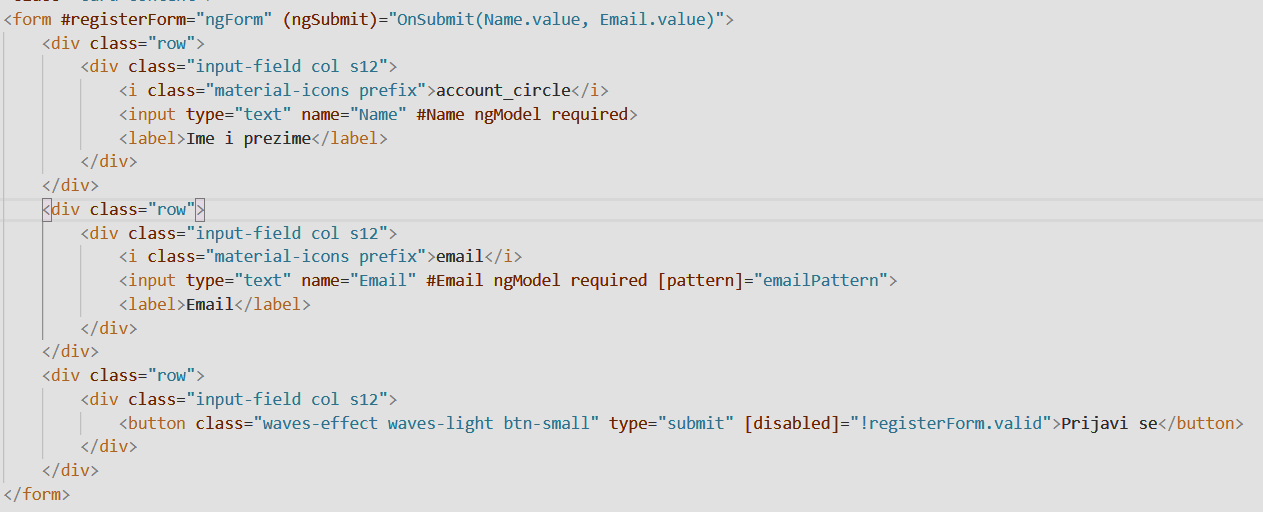 <form #registerForm="ngForm" (ngSubmit)="OnSubmit(Name.value, Email.value)">
<div class="row">
<div class="input-field col s12">
<i class="material-icons prefix">account_circle</i>
<input type="text" name="Name" #Name ngModel required>
<label>Ime i prezime</label>
</div>
</div>
<div class="row">
<div class="input-field col s12">
<i class="material-icons prefix">email</i>
<input type="text" name="Email" #Email ngModel required [pattern]="emailPattern">
<label>Email</label>
</div>
</div>
<div class="row">
<div class="input-field col s12">
<button class="waves-effect waves-light btn-small" type="submit" [disabled]="!registerForm.valid">Prijavi se</button>
</div>
</div>
</form>